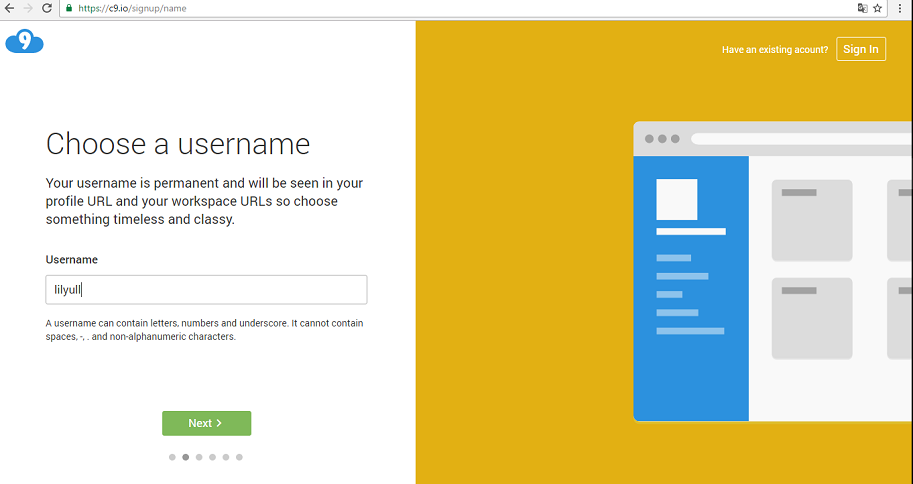 https://c9.io/signup/name
9
Have an existing acount?
Sign In
Choose a username
Your username is permanent and will be seen in your
profile URL and your workspace URLs so choose
something timeless and classy.
Username
lilyull
A username can contain letters, numbers and underscore. It cannot contain
spaces, -, . and non-alphanumeric characters.
Next >